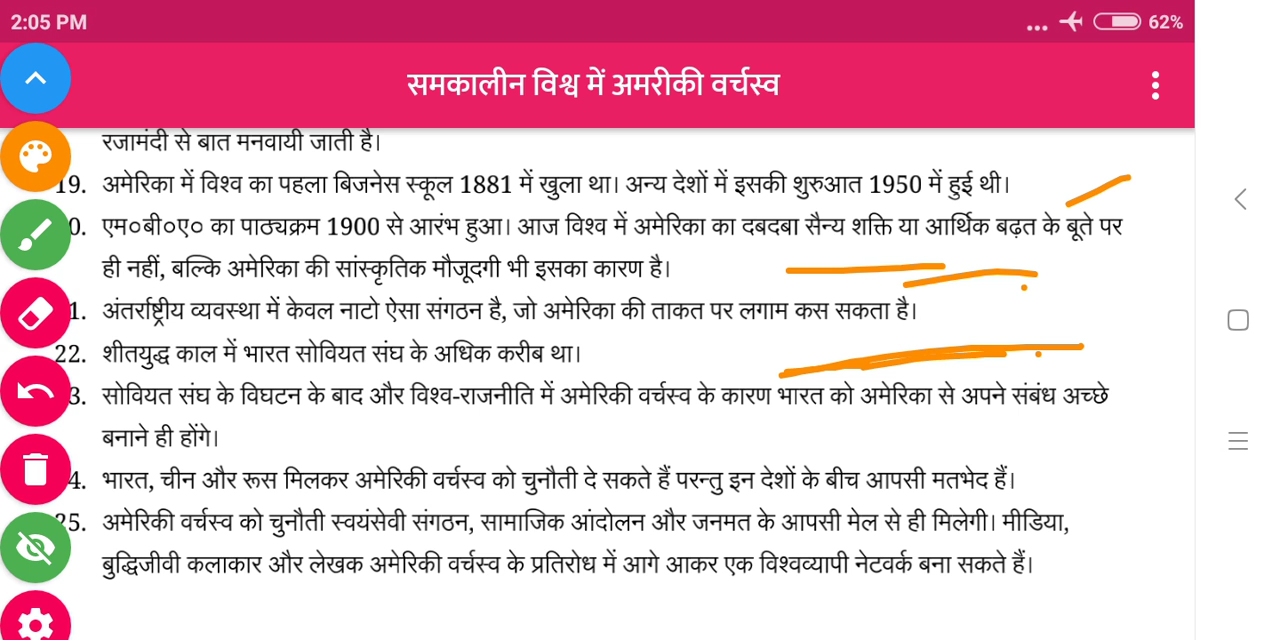 2:05 PM
62%
समकालीन विश्व में अमरीकी वर्चस्व
रजामंदी से बात मनवायी जाती है।
19. अमेरिका में विश्व का पहला बिजनेस स्कूल 1881 में खुला था। अन्य देशों में इसकी शुरुआत 1950 में हुई थी।
0. एम०बी०ए० का पाठ्यक्रम 1900 से आरंभ हुआ। आज विश्व में अमेरिका का दबदबा सैन्य शक्ति या आर्थिक बढ़त के बूते पर
ही नहीं, बल्कि अमेरिका की सांस्कृतिक मौजूदगी भी इसका कारण है।
1. अंतर्राष्ट्रीय व्यवस्था में केवल नाटो ऐसा संगठन है, जो अमेरिका की ताकत पर लगाम कस सकता है।
22. शीतयुद्ध काल में भारत सोवियत संघ के अधिक करीब था।
3. सोवियत संघ के विघटन के बाद और विश्व-राजनीति में अमेरिकी वर्चस्व के कारण भारत को अमेरिका से अपने संबंध अच्छे
बनाने ही होंगे।
4. भारत, चीन और रूस मिलकर अमेरिकी वर्चस्व को चुनौती दे सकते हैं परन्तु इन देशों के बीच आपसी मतभेद हैं।
25. अमेरिकी वर्चस्व को चुनौती स्वयंसेवी संगठन, सामाजिक आंदोलन और जनमत के आपसी मेल से ही मिलेगी। मीडिया,
बुद्धिजीवी कलाकार और लेखक अमेरिकी वर्चस्व के प्रतिरोध में आगे आकर एक विश्वव्यापी नेटवर्क बना सकते हैं।